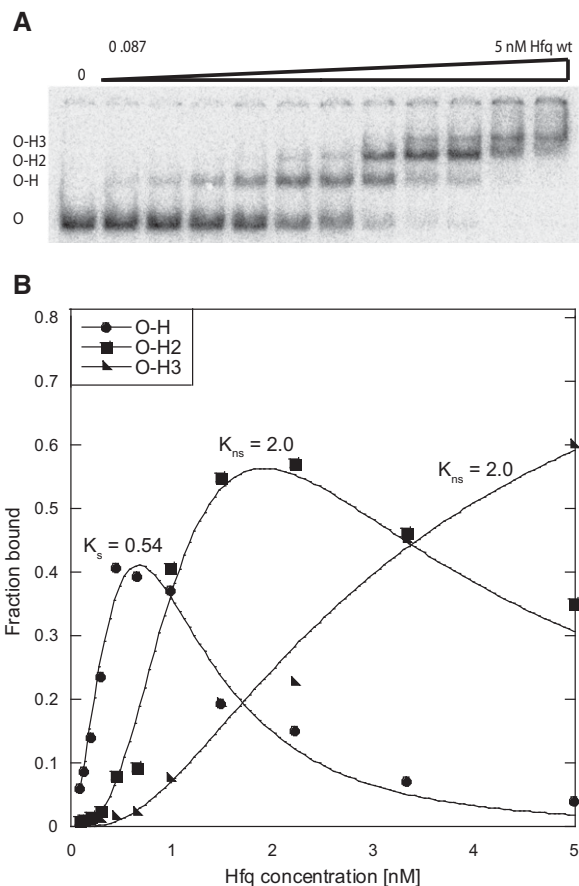 A
0 0.087 5 nM Hfq wt
O-H3
O-H2
O-H
O
B
0.8
0.7
0.6
0.5
0.4
0.3
0.2
0.1
0
Fraction bound
O-H
O-H2
O-H3
Ks = 0.54
Kns = 2.0
Kns = 2.0
0 1 2 3 4 5
Hfq concentration [nM]